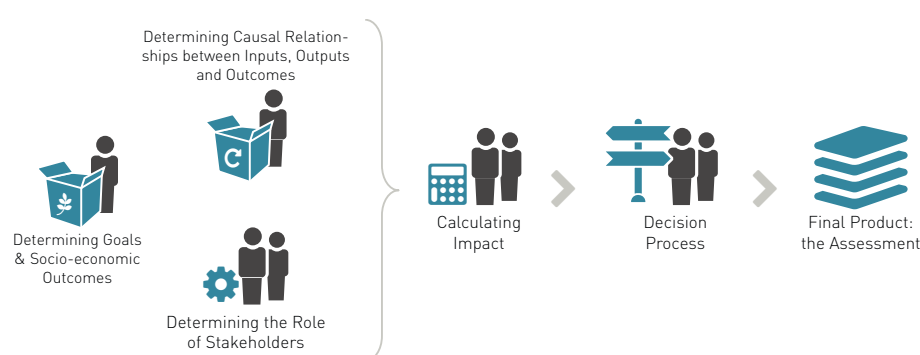 Determining Causal Relation-
ships between Inputs, Outputs
and Outcomes
Determining Goals
& Socio-economic
Outcomes
Determining the Role
of Stakeholders
Calculating
Impact
Decision
Process
Final Product:
the Assessment